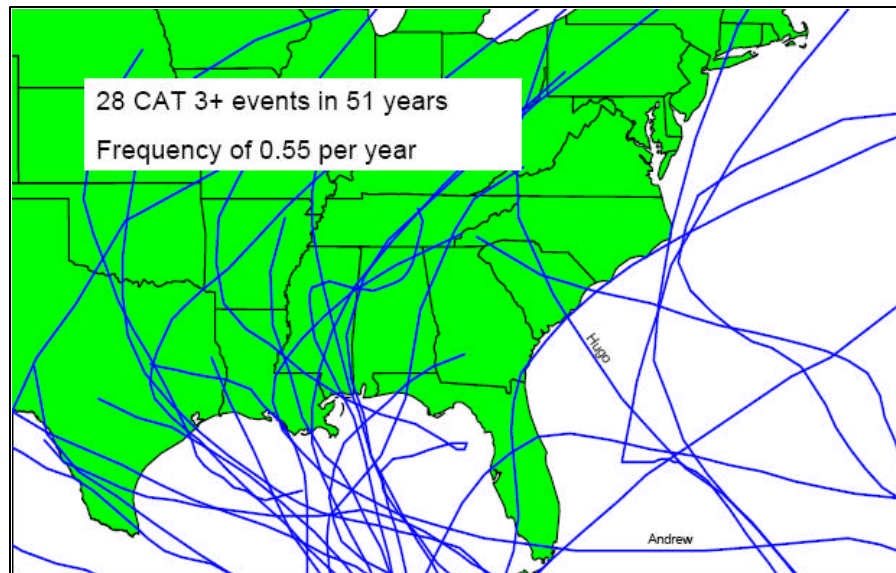 28 CAT 3+ events in 51 years
Frequency of 0.55 per year
Hugo
Andrew